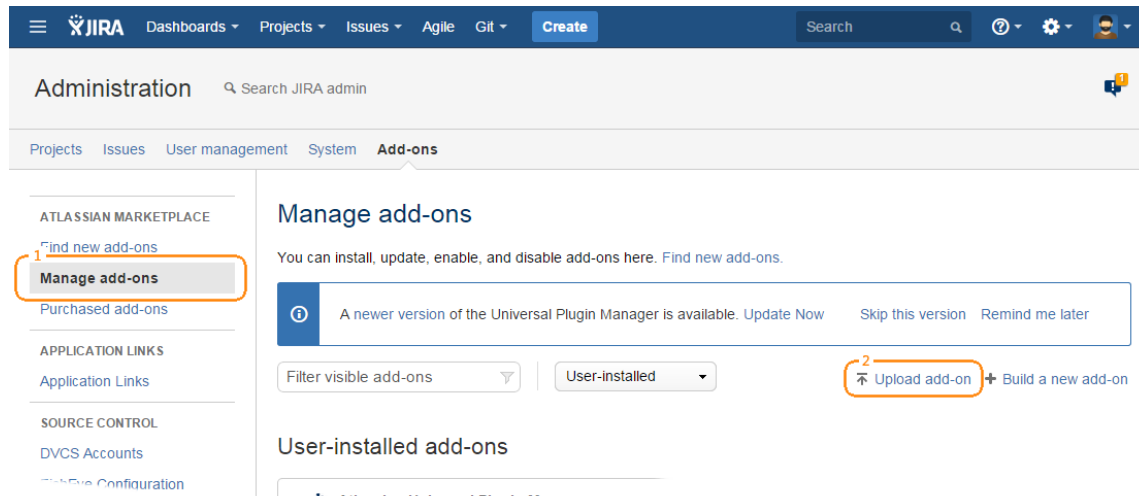 JIRA Dashboards Projects Issues Agile Git Create Search
Administration Search JIRA admin 1
Projects Issues User management System Add-ons
ATLASSIAN MARKETPLACE
Find new add-ons
1
Manage add-ons
Purchased add-ons
APPLICATION LINKS
Application Links
SOURCE CONTROL
DVCS Accounts
Configuration
Manage add-ons
You can install, update, enable, and disable add-ons here. Find new add-ons.
A newer version of the Universal Plugin Manager is available. Update Now Skip this version Remind me later
Filter visible add-ons User-installed
2
Upload add-on Build a new add-on
User-installed add-ons